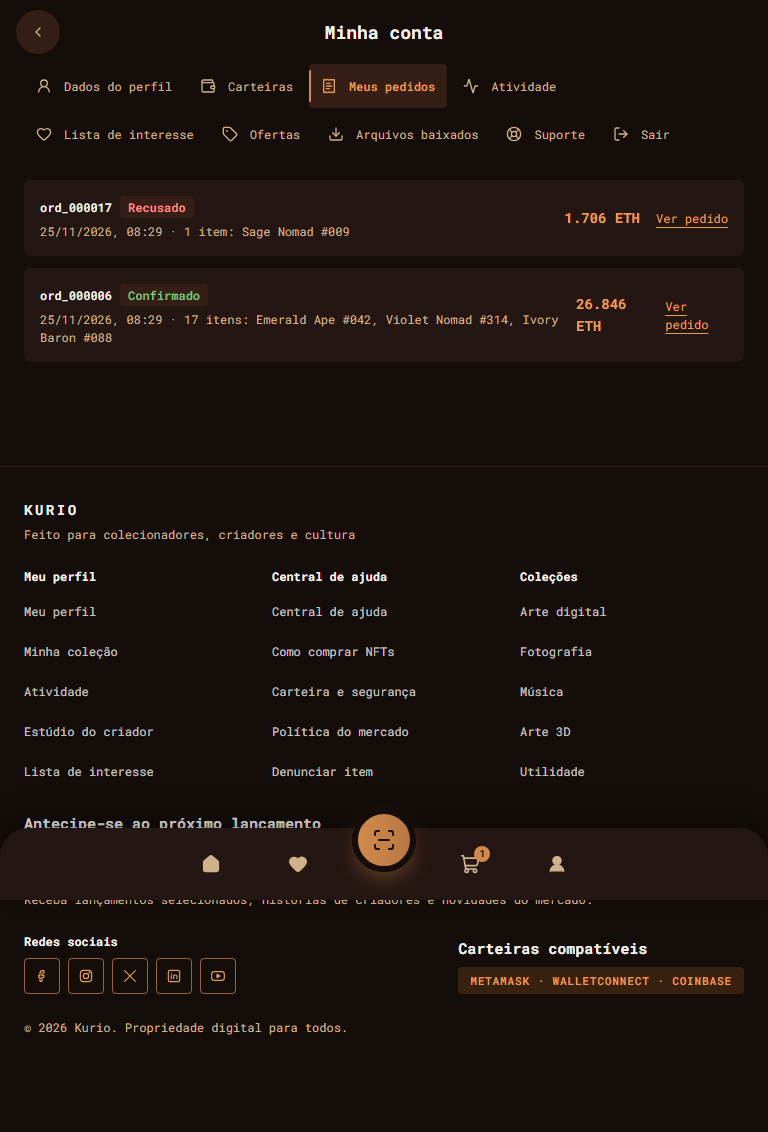 Minha conta
Dados do perfil
Carteiras
Meus pedidos
Atividade
Lista de interesse
Ofertas
Arquivos baixados
Suporte
Sair
ord_000017 Recusado
25/11/2026, 08:29 · 1 item: Sage Nomad #009
1.706 ETH
Ver pedido
ord_000006 Confirmado
25/11/2026, 08:29 · 17 itens: Emerald Ape #042, Violet Nomad #314, Ivory
Baron #088
26.846
ETH
Ver
pedido
KURIO
Feito para colecionadores, criadores e cultura
Meu perfil
Meu perfil
Minha coleção
Atividade
Estúdio do criador
Lista de interesse
Central de ajuda
Central de ajuda
Como comprar NFTs
Carteira e segurança
Política do mercado
Denunciar item
Coleções
Arte digital
Fotografia
Música
Arte 3D
Utilidade
Antecipe-se ao próximo lançamento
1
Receba lançamentos selecionados, histórias de criadores e novidades do mercado.
Redes sociais
Carteiras compatíveis
METAMASK · WALLETCONNECT · COINBASE
© 2026 Kurio. Propriedade digital para todos.